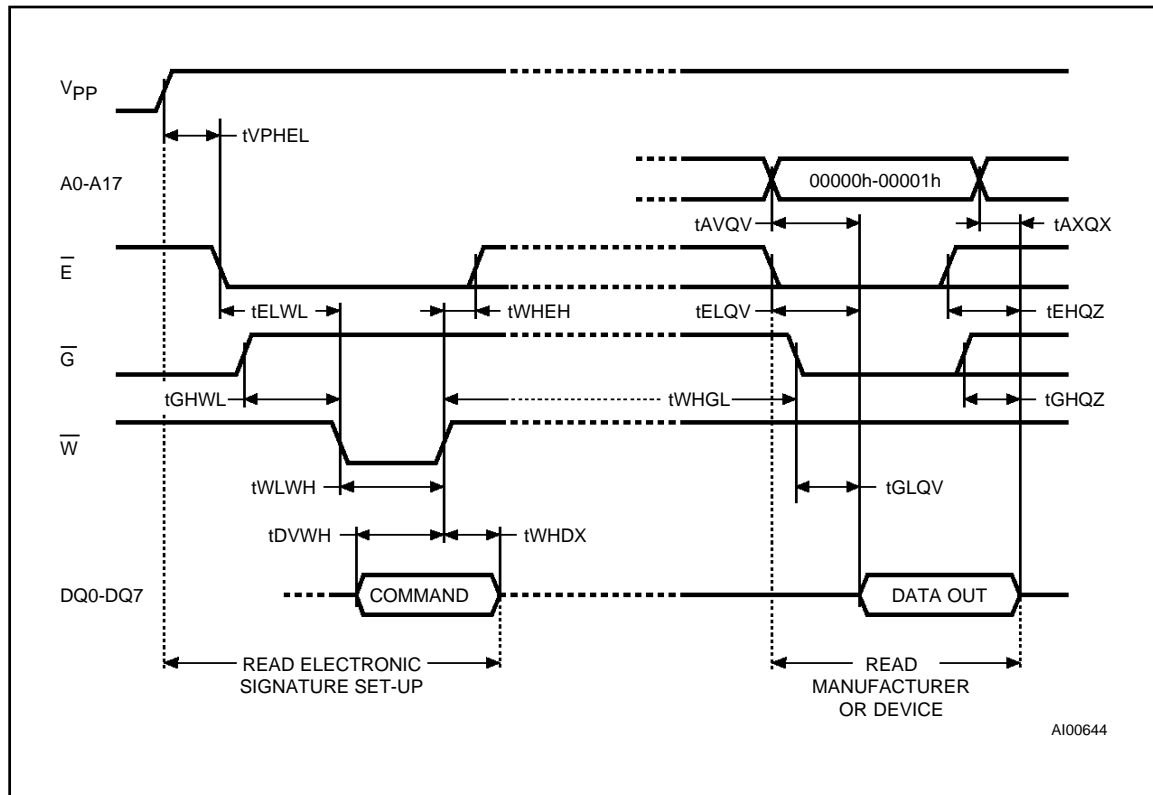 VPP
tVPHEL
A0-A17
00000h-00001h
tAVQV
tAXQX
E
tELWL
tWHEH
tELQV
tEHQZ
G
tGHWL
tWHGL
tGHQZ
W
tWLWH
tGLQV
tDVWH
tWHDX
DQ0-DQ7
COMMAND
DATA OUT
READ ELECTRONIC
SIGNATURE SET-UP
READ
MANUFACTURER
OR DEVICE
AI00644